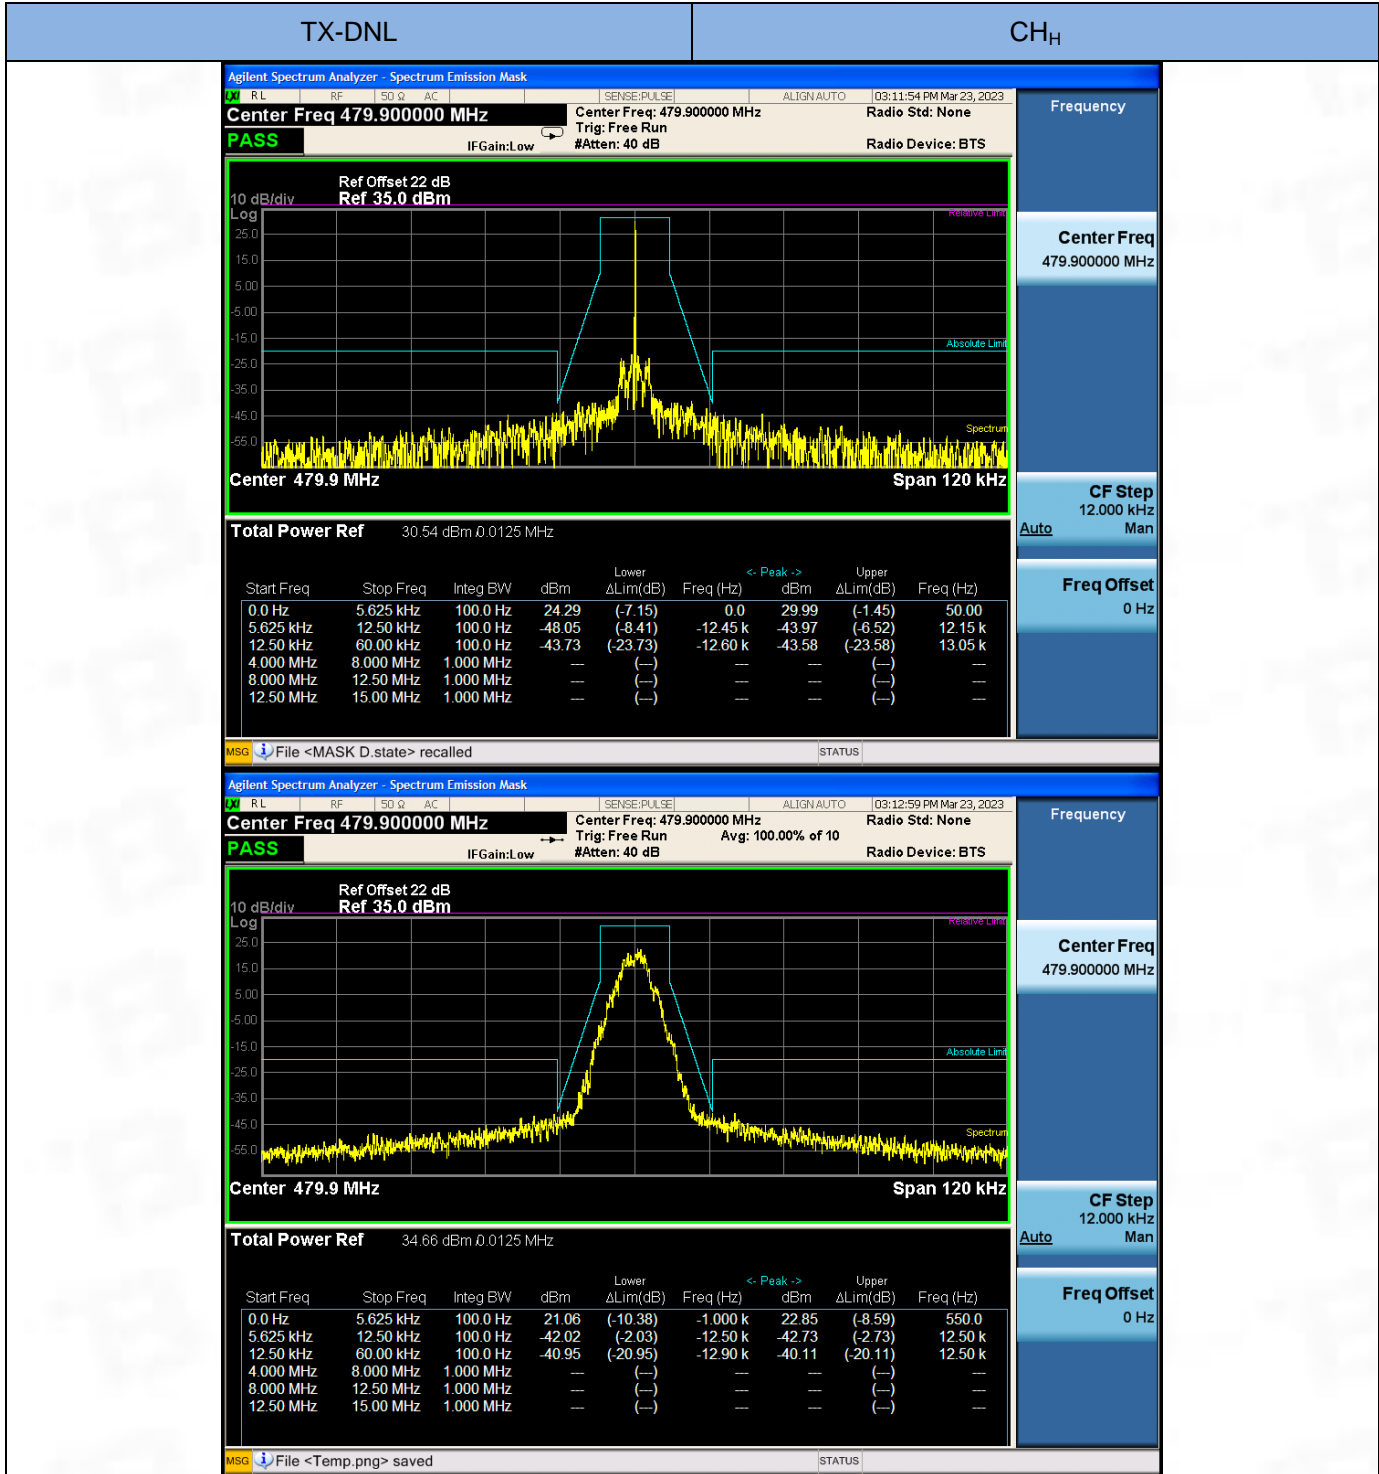 TX-DNL CH_H
Agilent Spectrum Analyzer - Spectrum Emission Mask
LXI RL RF 50 Ω AC SENSE:PULSE ALIGN AUTO 03:11:54 PM Mar 23, 2023
Center Freq 479.900000 MHz Center Freq: 479.900000 MHz Radio Std: None
Trig: Free Run
PASS IFGain:Low #Atten: 40 dB Radio Device: BTS
Frequency
Ref Offset 22 dB
10 dB/div Ref 35.0 dBm
Log
Relative Limit
25.0
15.0
5.00
-5.00
-15.0
Absolute Limit
-25.0
-35.0
-45.0
Spectrum
-55.0
Center 479.9 MHz Span 120 kHz
Center Freq
479.900000 MHz
CF Step
12.000 kHz
Auto Man
Freq Offset
0 Hz
Total Power Ref 30.54 dBm/0.0125 MHz
Lower <- Peak -> Upper
Start Freq Stop Freq Integ BW dBm ΔLim(dB) Freq (Hz) dBm ΔLim(dB) Freq (Hz)
0.0 Hz 5.625 kHz 100.0 Hz 24.29 (-7.15) 0.0 29.99 (-1.45) 50.00
5.625 kHz 12.50 kHz 100.0 Hz -48.05 (-8.41) -12.45 k -43.97 (-6.52) 12.15 k
12.50 kHz 60.00 kHz 100.0 Hz -43.73 (-23.73) -12.60 k -43.58 (-23.58) 13.05 k
4.000 MHz 8.000 MHz 1.000 MHz --- (---) --- --- (---) ---
8.000 MHz 12.50 MHz 1.000 MHz --- (---) --- --- (---) ---
12.50 MHz 15.00 MHz 1.000 MHz --- (---) --- --- (---) ---
MSG File <MASK D.state> recalled STATUS
Agilent Spectrum Analyzer - Spectrum Emission Mask
LXI RL RF 50 Ω AC SENSE:PULSE ALIGN AUTO 03:12:59 PM Mar 23, 2023
Center Freq 479.900000 MHz Center Freq: 479.900000 MHz Radio Std: None
Trig: Free Run Avg: 100.00% of 10
PASS IFGain:Low #Atten: 40 dB Radio Device: BTS
Frequency
Ref Offset 22 dB
10 dB/div Ref 35.0 dBm
Log
Relative Limit
25.0
15.0
5.00
-5.00
-15.0
Absolute Limit
-25.0
-35.0
-45.0
Spectrum
-55.0
Center 479.9 MHz Span 120 kHz
Center Freq
479.900000 MHz
CF Step
12.000 kHz
Auto Man
Freq Offset
0 Hz
Total Power Ref 34.66 dBm/0.0125 MHz
Lower <- Peak -> Upper
Start Freq Stop Freq Integ BW dBm ΔLim(dB) Freq (Hz) dBm ΔLim(dB) Freq (Hz)
0.0 Hz 5.625 kHz 100.0 Hz 21.06 (-10.38) -1.000 k 22.85 (-8.59) 550.0
5.625 kHz 12.50 kHz 100.0 Hz -42.02 (-2.03) -12.50 k -42.73 (-2.73) 12.50 k
12.50 kHz 60.00 kHz 100.0 Hz -40.95 (-20.95) -12.90 k -40.11 (-20.11) 12.50 k
4.000 MHz 8.000 MHz 1.000 MHz --- (---) --- --- (---) ---
8.000 MHz 12.50 MHz 1.000 MHz --- (---) --- --- (---) ---
12.50 MHz 15.00 MHz 1.000 MHz --- (---) --- --- (---) ---
MSG File <Temp.png> saved STATUS